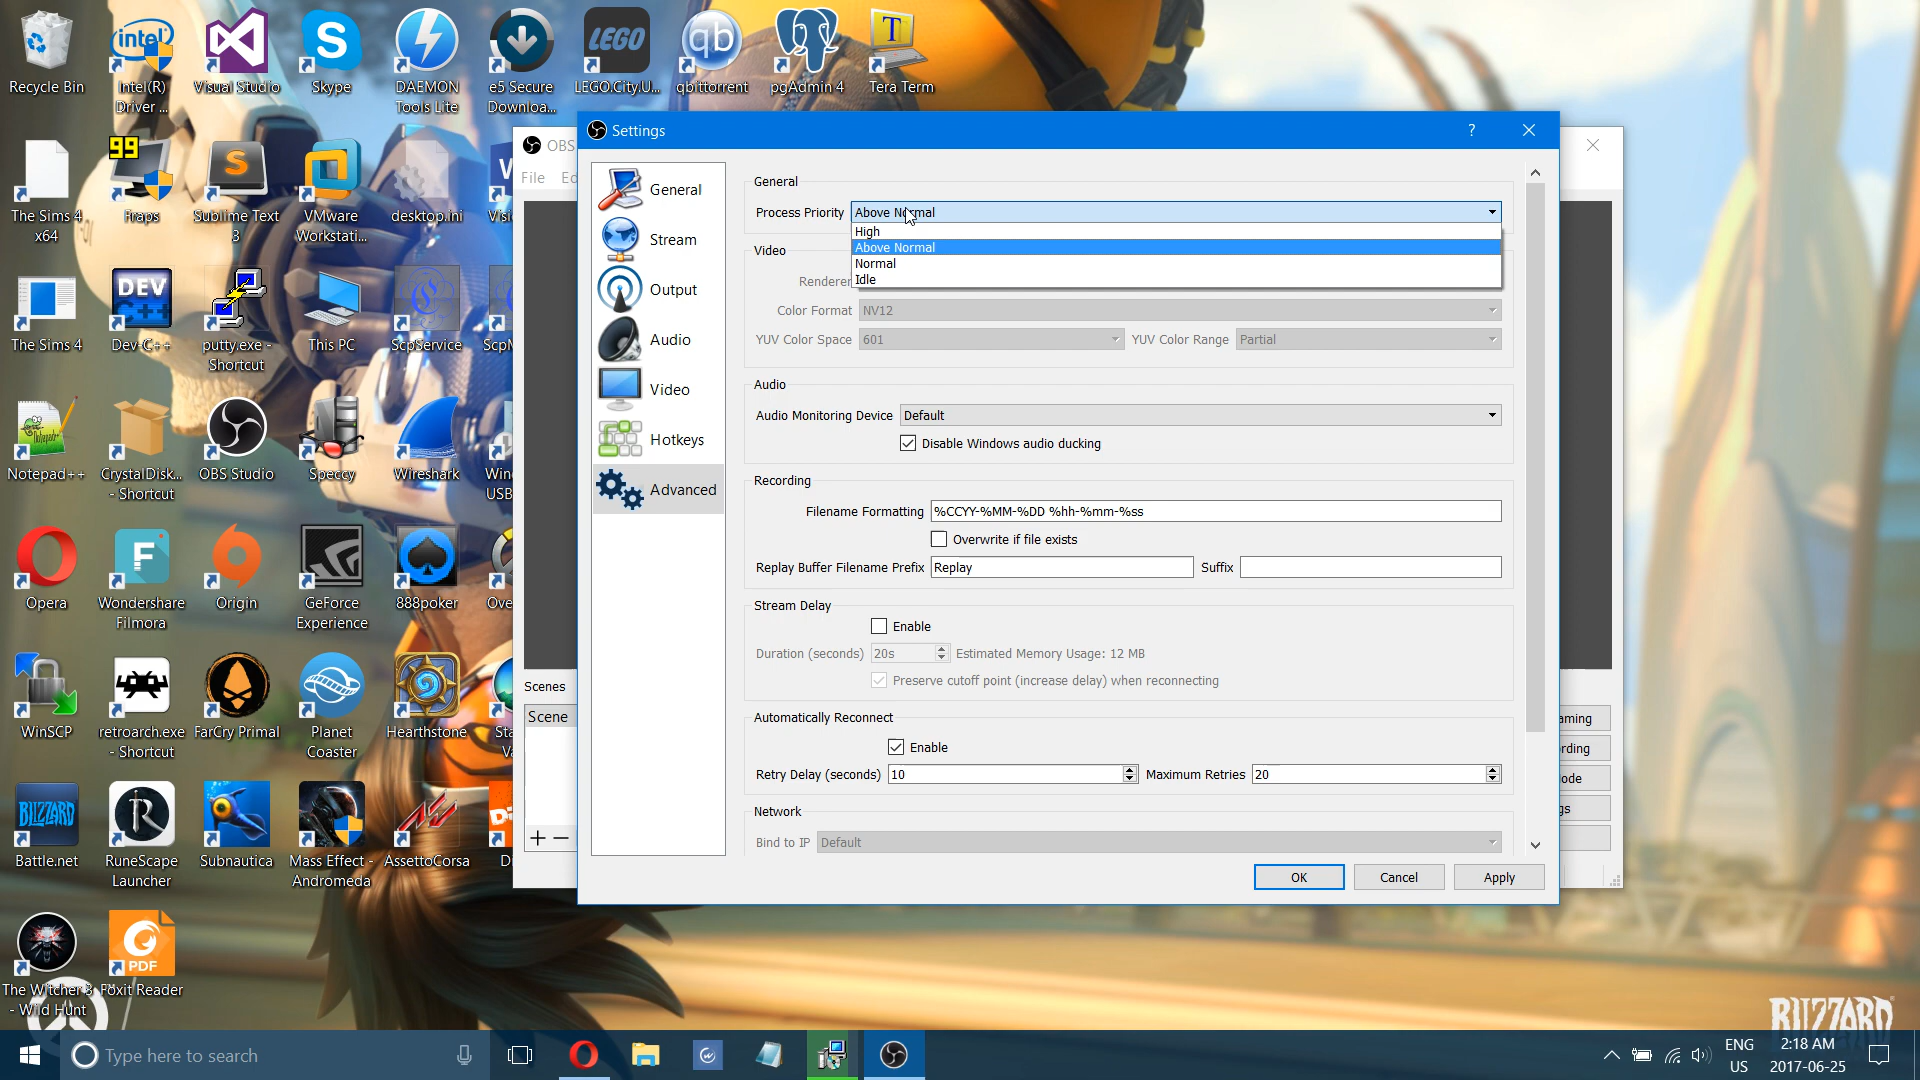 Recycle Bin
Intel(R)
Driver ...
Visual Studio
Skype
DAEMON
Tools Lite
e5 Secure
Downloa...
LEGO.City.U...
qbittorrent
pgAdmin 4
Tera Term
The Sims 4
x64
99
Fraps
Sublime Text
3
VMware
Workstati...
desktop.ini
The Sims 4
DEV
C++
Dev-C++
putty.exe -
Shortcut
This PC
ScpService
Notepad++
CrystalDisk...
- Shortcut
OBS Studio
Speccy
Wireshark
Opera
Wondershare
Filmora
Origin
GeForce
Experience
888poker
WinSCP
retroarch.exe
- Shortcut
FarCry Primal
Planet
Coaster
Hearthstone
BLIZZARD
Battle.net
RuneScape
Launcher
Subnautica
Mass Effect -
Andromeda
AssettoCorsa
The Witcher 3
- Wild Hunt
PDF
Foxit Reader
OBS
File
Ed
Scenes
Scene
Settings
?
General
Stream
Output
Audio
Video
Hotkeys
Advanced
General
Process Priority
Above Normal
High
Above Normal
Normal
Idle
Video
Renderer
Color Format NV12
YUV Color Space 601
YUV Color Range Partial
Audio
Audio Monitoring Device Default
Disable Windows audio ducking
Recording
Filename Formatting %CCYY-%MM-%DD %hh-%mm-%ss
Overwrite if file exists
Replay Buffer Filename Prefix Replay
Suffix
Stream Delay
Enable
Duration (seconds) 20s
Estimated Memory Usage: 12 MB
Preserve cutoff point (increase delay) when reconnecting
Automatically Reconnect
Enable
Retry Delay (seconds) 10
Maximum Retries 20
Network
Bind to IP Default
OK
Cancel
Apply
BLIZZARD
Type here to search
ENG
US
2:18 AM
2017-06-25